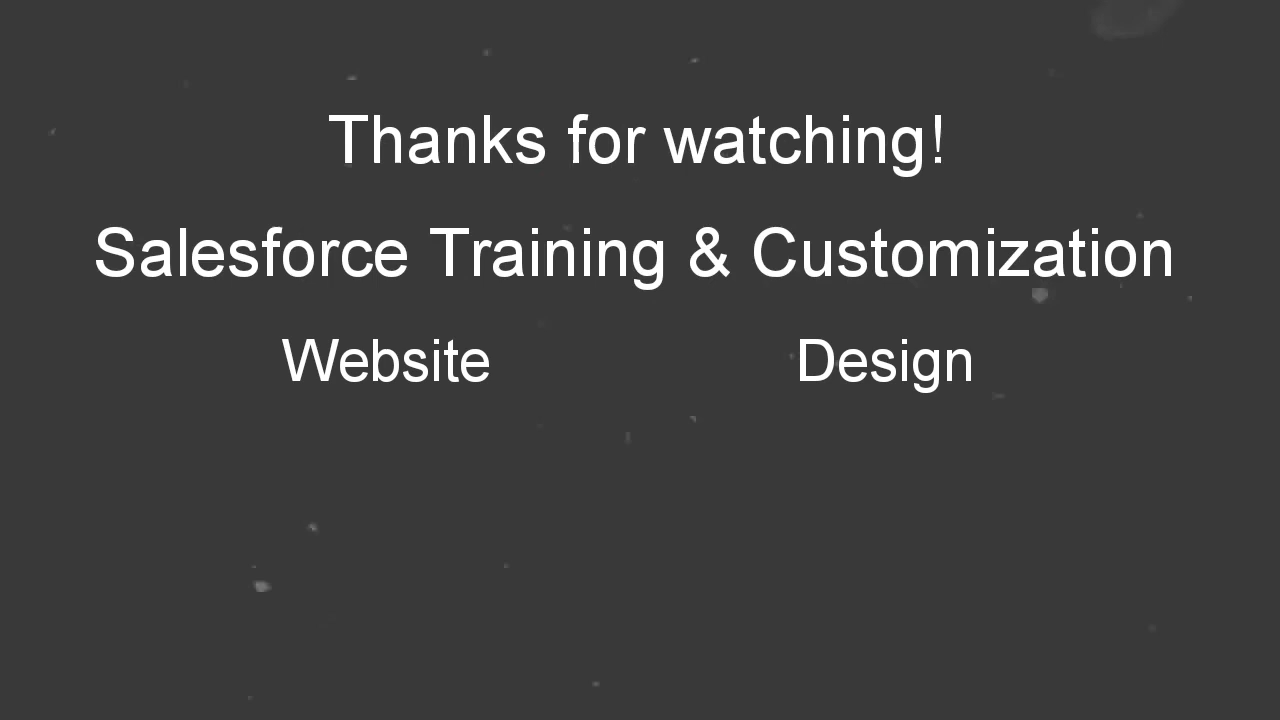 Thanks for watching!
Salesforce Training & Customization
Website Design